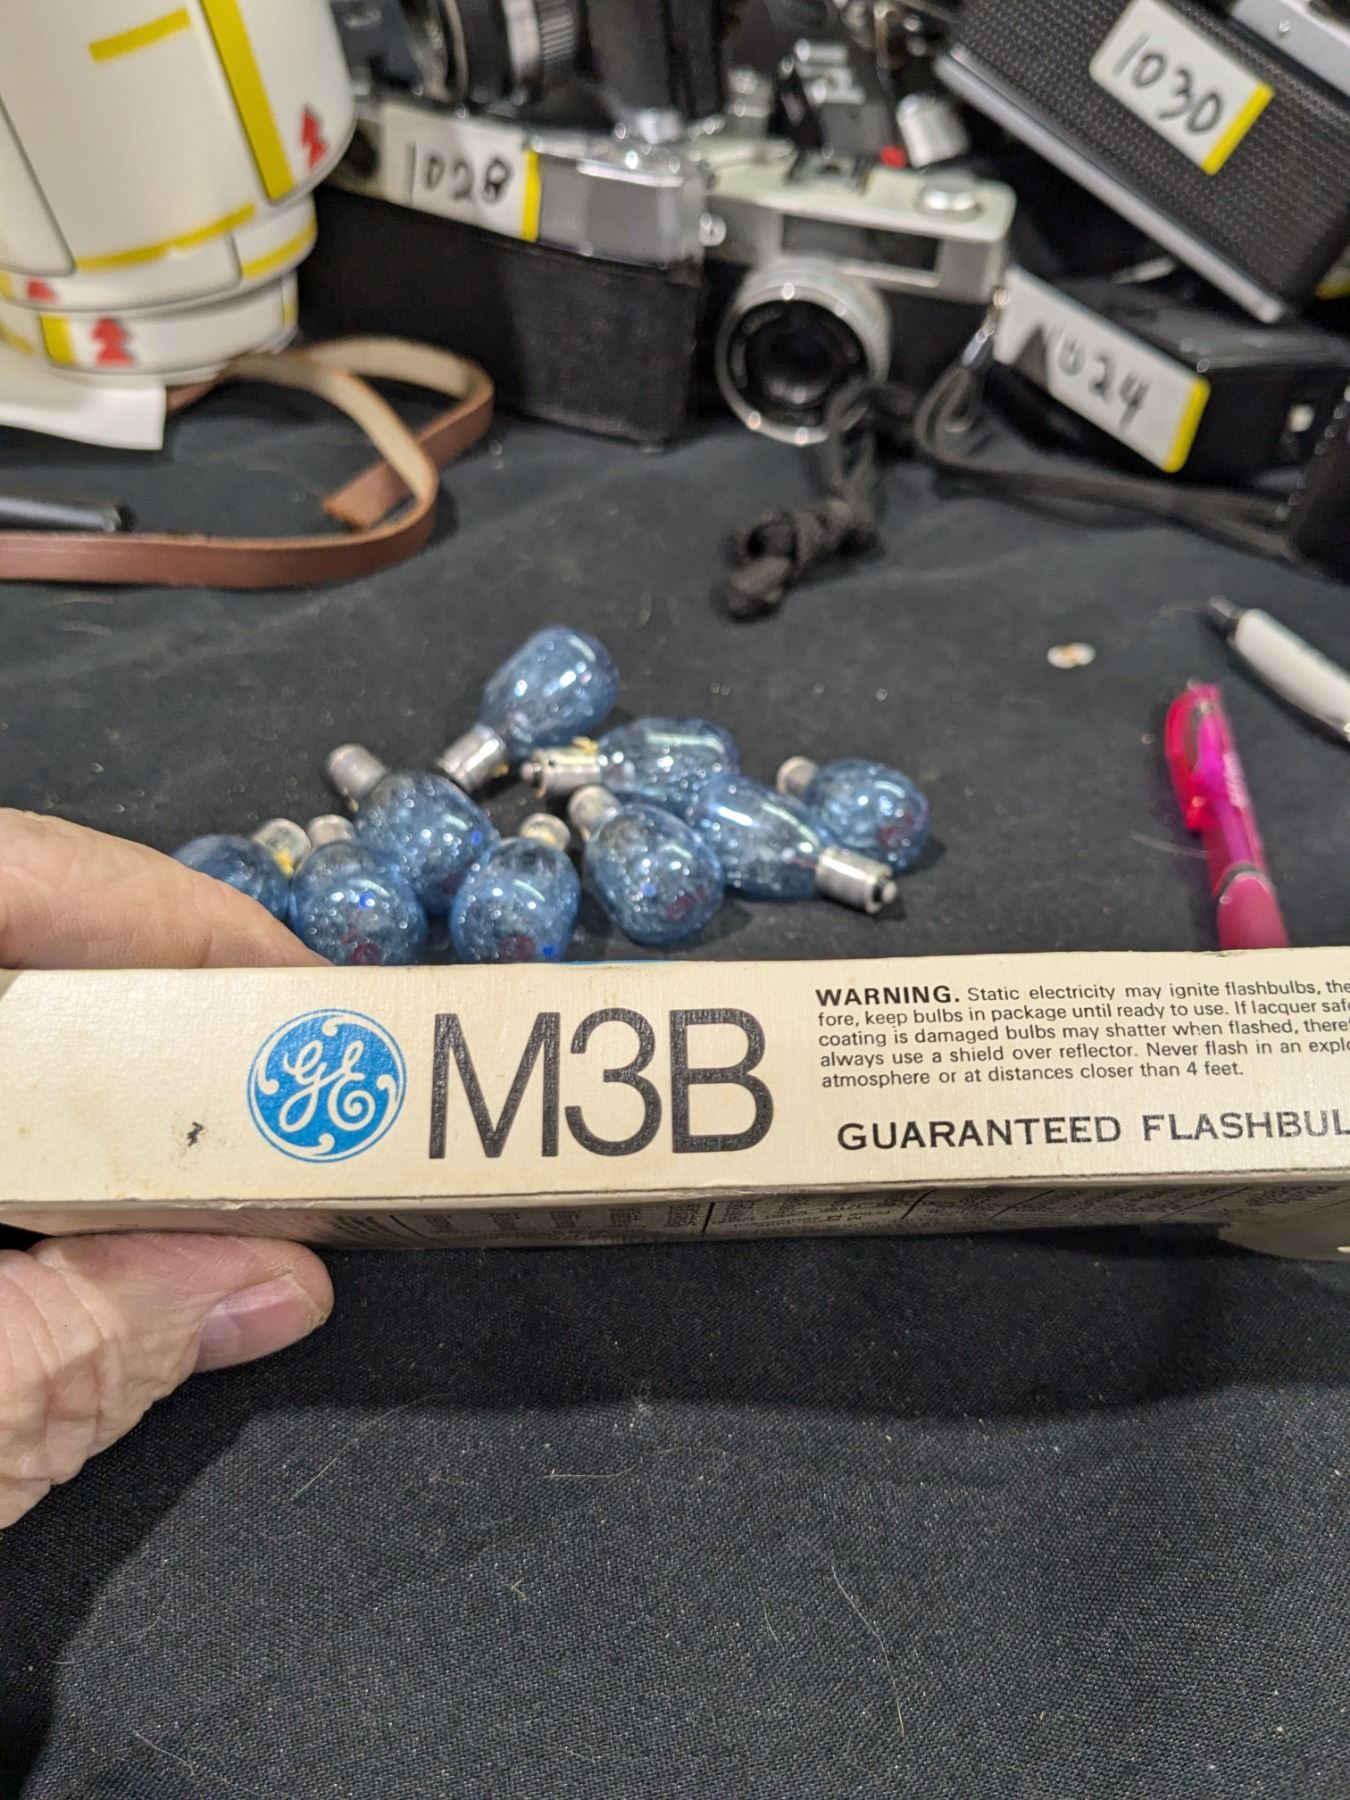 1030
1028
1024
GE
M3B
WARNING. Static electricity may ignite flashbulbs, the
fore, keep bulbs in package until ready to use. If lacquer saf
coating is damaged bulbs may shatter when flashed, theref
always use a shield over reflector. Never flash in an explo
atmosphere or at distances closer than 4 feet.
GUARANTEED FLASHBUL